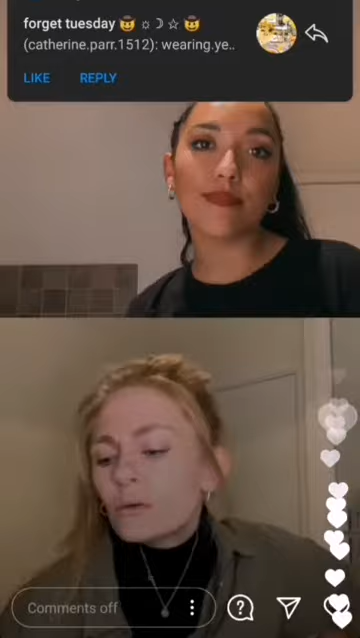 forget tuesday 🤠 ☼☽☆ 🤠
(catherine.parr.1512): wearing.ye..
LIKE REPLY
Comments off